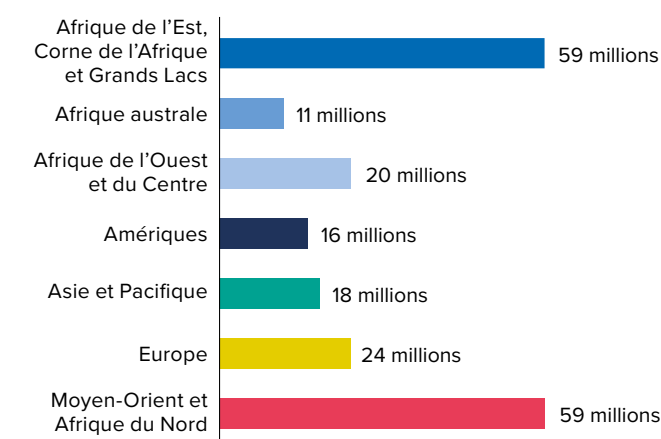 Afrique de l’Est,
Corne de l’Afrique
et Grands Lacs
59 millions
Afrique australe
11 millions
Afrique de l’Ouest
et du Centre
20 millions
Amériques
16 millions
Asie et Pacifique
18 millions
Europe
24 millions
Moyen-Orient et
Afrique du Nord
59 millions